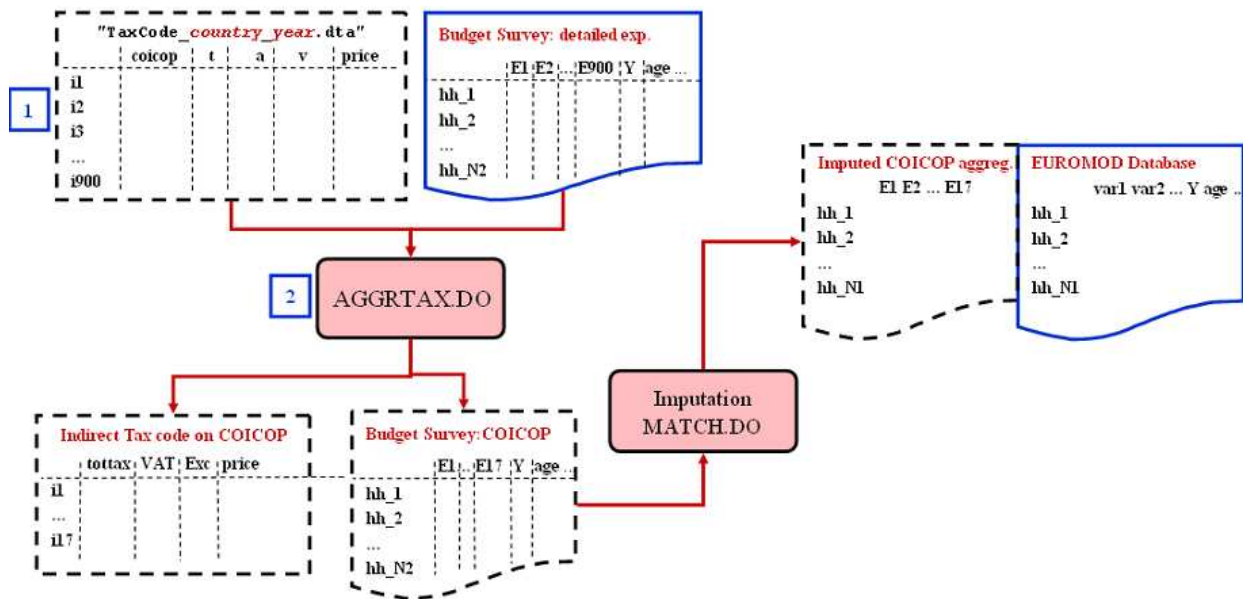 "TaxCode_country_year.dta"
coicop t a v price
i1
i2
i3
...
i900
1
Budget Survey: detailed exp.
E1 E2 ... E900 Y age ...
hh_1
hh_2
...
hh_N2
2
AGGRTAX.DO
Indirect Tax code on COICOP
tottax VAT Exc price
i1
...
i17
Budget Survey:COICOP
E1 .. E17 Y age ..
hh_1
hh_2
...
hh_N2
Imputation
MATCH.DO
Imputed COICOP aggreg.
E1 E2 ... E17
hh_1
hh_2
...
hh_N1
EUROMOD Database
var1 var2 ... Y age ..
hh_1
hh_2
...
hh_N1